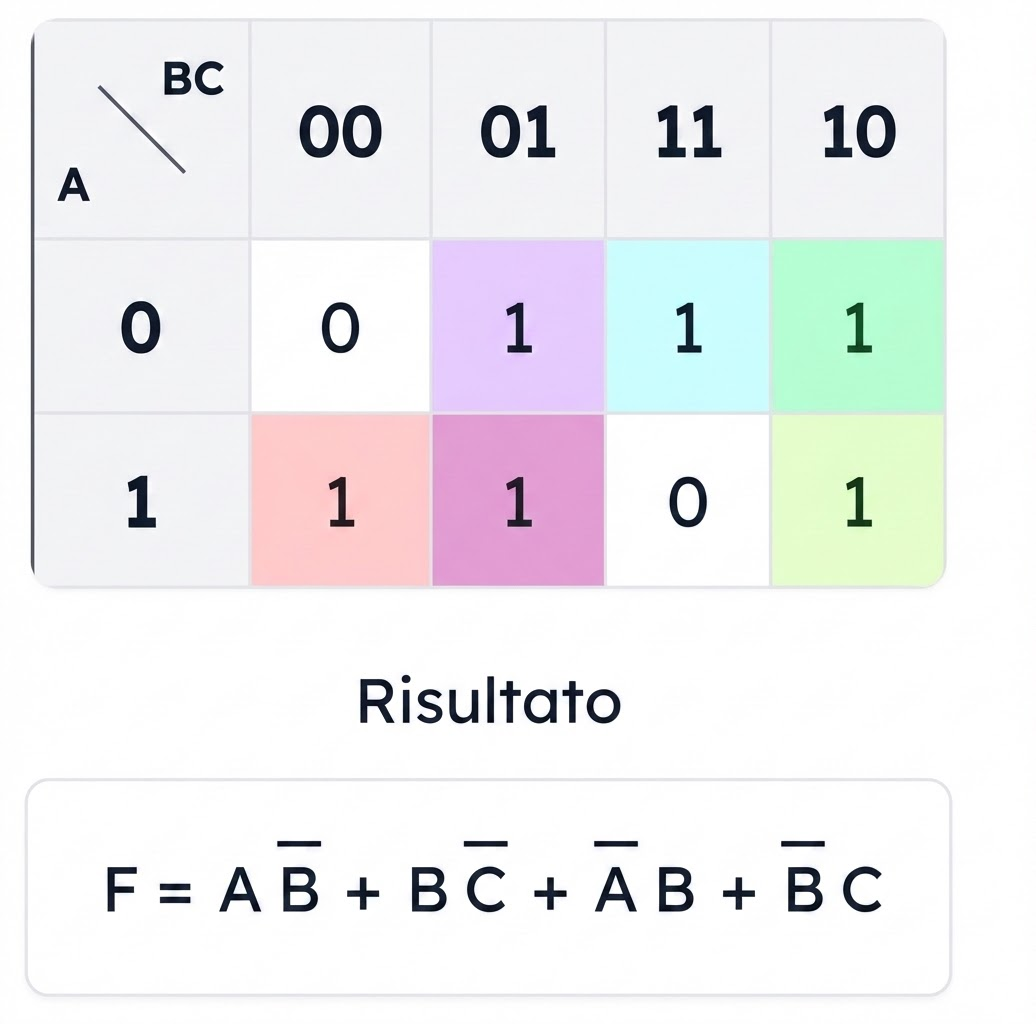 BC
A
00 01 11 10
0 0 1 1 1
1 1 1 0 1
Risultato
F = A B̅ + B C̅ + A̅ B + B̅ C